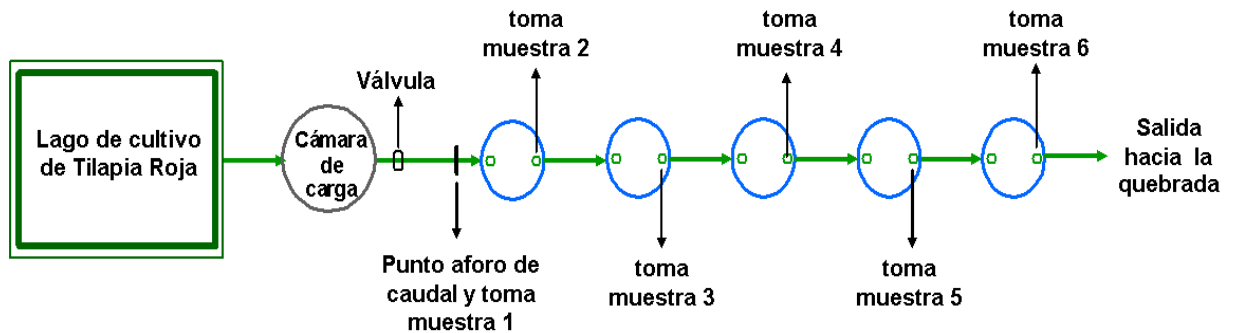 Lago de cultivo
de Tilapia Roja
Cámara
de
carga
Válvula
Punto aforo de
caudal y toma
muestra 1
toma
muestra 2
toma
muestra 3
toma
muestra 4
toma
muestra 5
toma
muestra 6
Salida
hacia la
quebrada